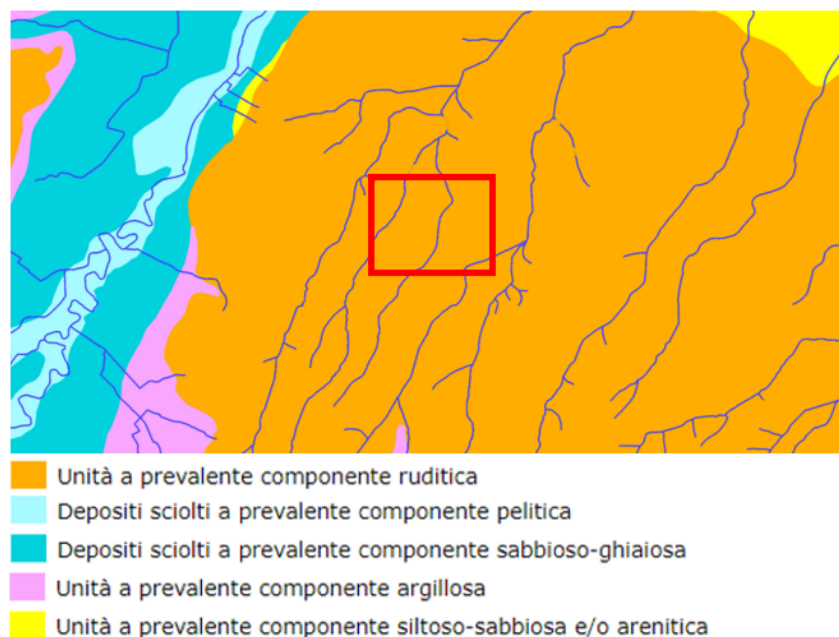 Unità a prevalente componente ruditica
Depositi sciolti a prevalente componente pelitica
Depositi sciolti a prevalente componente sabbioso-ghiaiosa
Unità a prevalente componente argillosa
Unità a prevalente componente siltoso-sabbiosa e/o arenitica